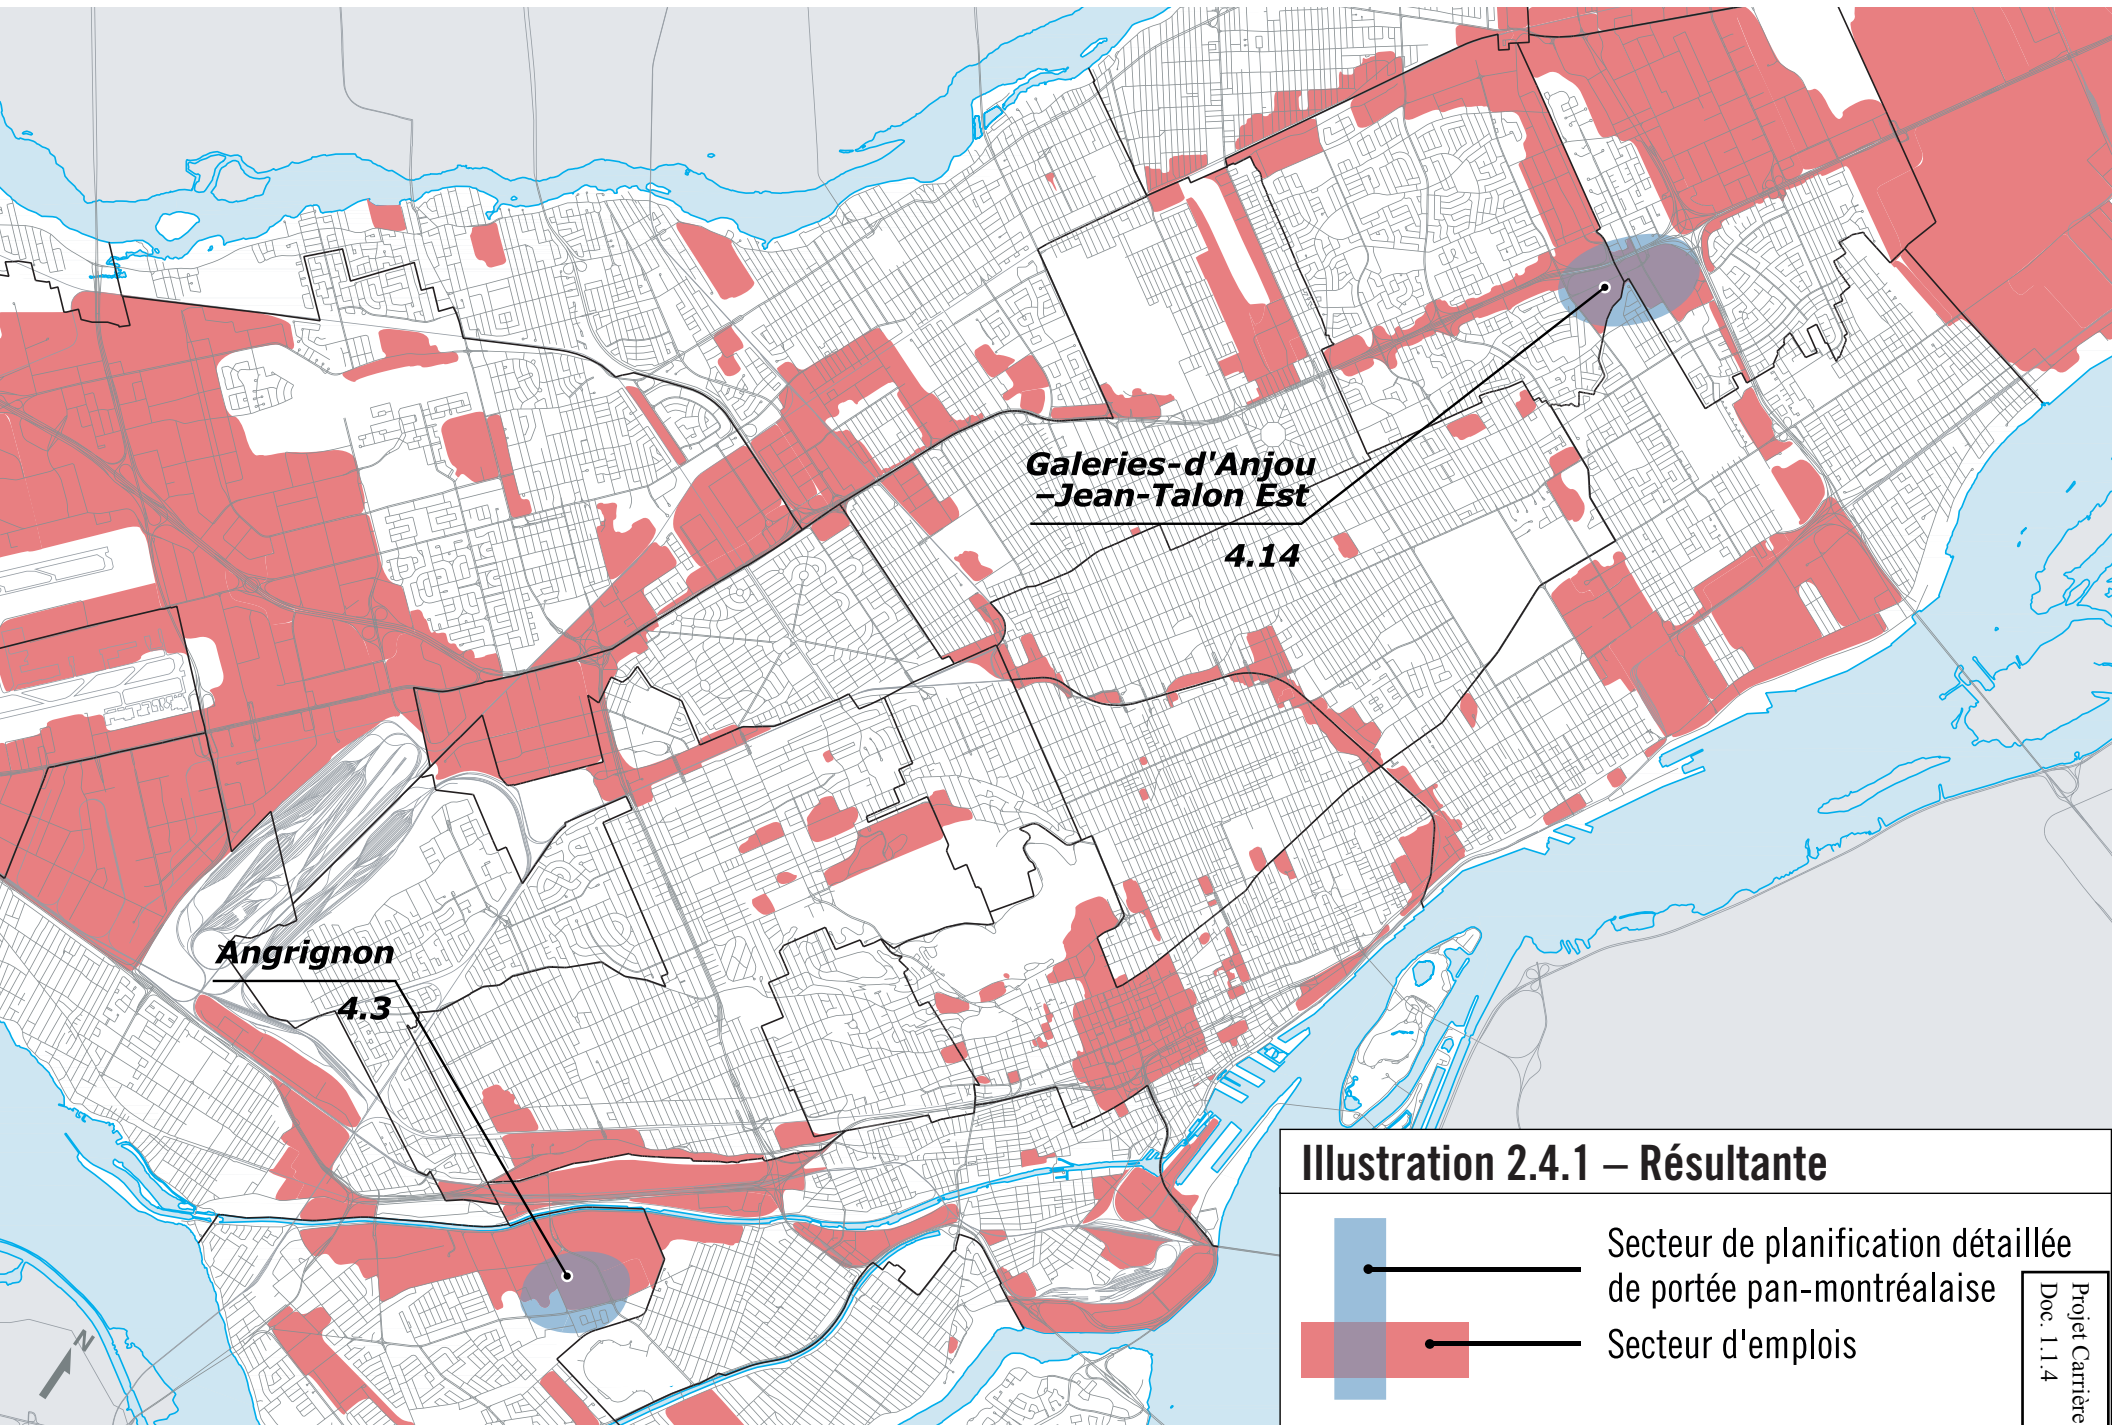 Galeries-d'Anjou
–Jean-Talon Est
4.14
Angrignon
4.3
N
Illustration 2.4.1 – Résultante
Secteur de planification détaillée
de portée pan-montréalaise
Secteur d'emplois
Projet Carrière
Doc. 1.1.4